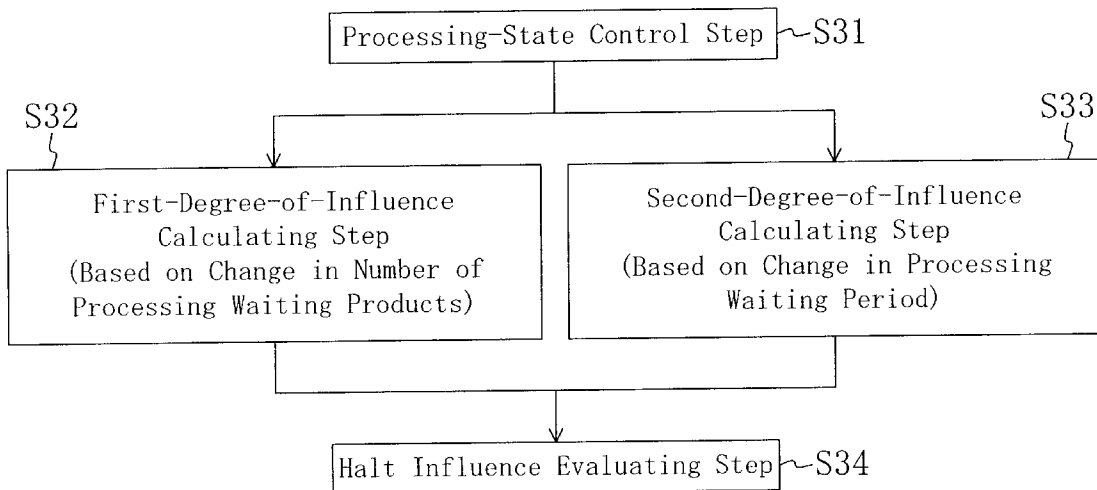 Processing-State Control Step S31
S32
S33
First-Degree-of-Influence
Calculating Step
(Based on Change in Number of
Processing Waiting Products)
Second-Degree-of-Influence
Calculating Step
(Based on Change in Processing
Waiting Period)
Halt Influence Evaluating Step S34